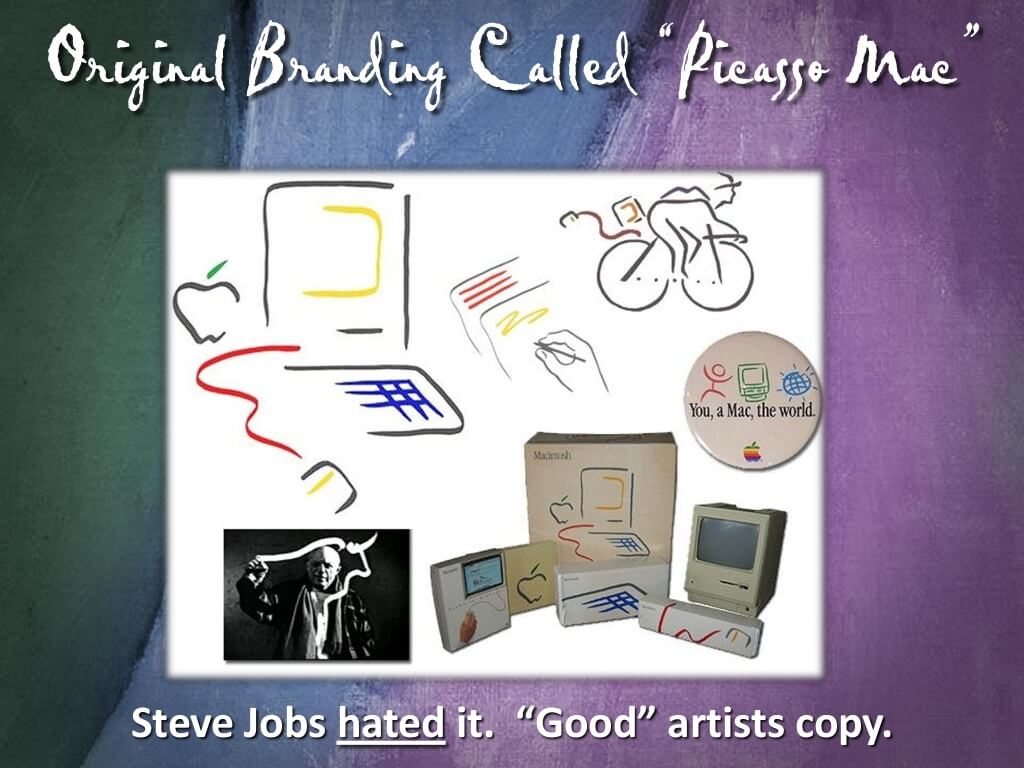 Original Branding Called “Picasso Mac”
You, a Mac, the world.
Macintosh.
Steve Jobs hated it.  “Good” artists copy.